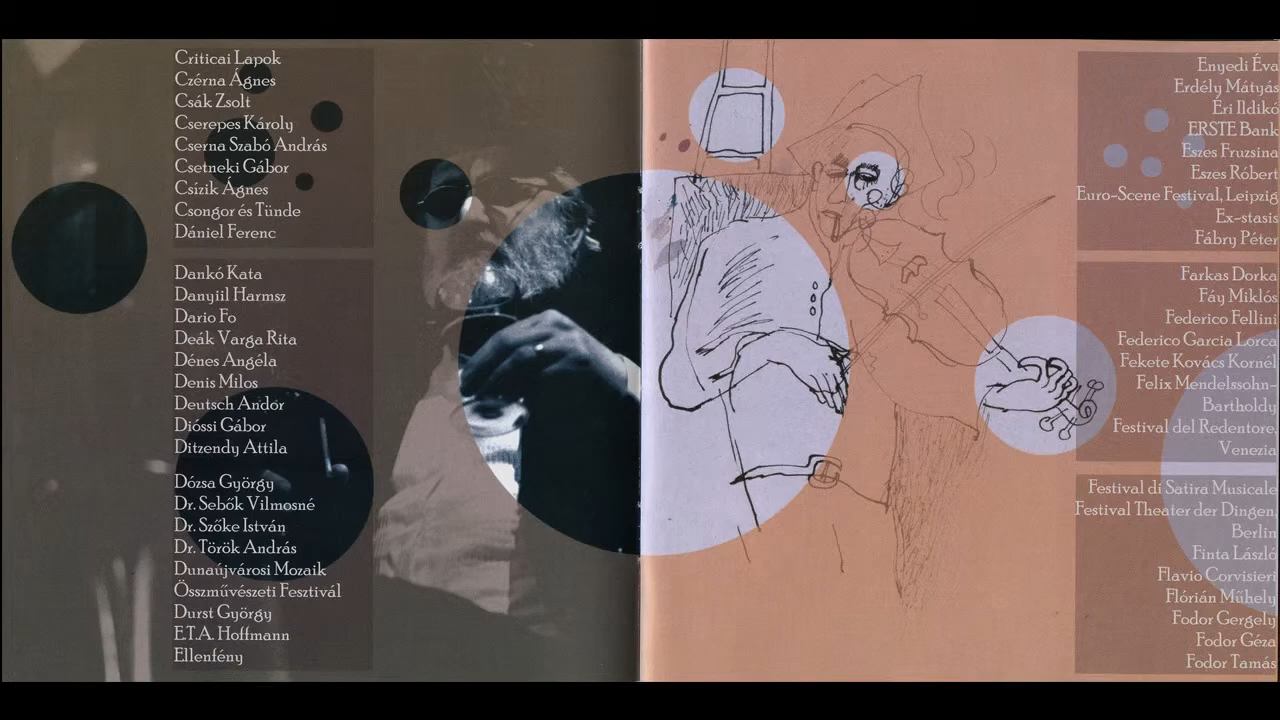 Criticai Lapok
Czérna Ágnes
Csák Zsolt
Cserepes Károly
Cserna Szabó András
Csetneki Gábor
Csizik Ágnes
Csongor és Tünde
Dániel Ferenc
Dankó Kata
Danyiil Harmsz
Dario Fo
Deák Varga Rita
Dénes Angéla
Denis Milos
Deutsch Andor
Dióssi Gábor
Ditzendy Attila
Dózsa György
Dr. Sebők Vilmosné
Dr. Szőke István
Dr. Török András
Dunaújvárosi Mozaik
Összművészeti Fesztivál
Durst György
E.T.A. Hoffmann
Ellenfény
Enyedi Éva
Erdély Mátyás
Éri Ildikó
ERSTE Bank
Eszes Fruzsina
Eszes Róbert
Euro-Scene Festival, Leipzig
Ex-stasis
Fábry Péter
Farkas Dorka
Fáy Miklós
Federico Fellini
Federico Garcia Lorca
Fekete Kovács Kornél
Felix Mendelssohn-
Bartholdy
Festival del Redentore,
Venezia
Festival di Satira Musicale
Festival Theater der Dingen,
Berlin
Finta László
Flavio Corvisieri
Flórián Műhely
Fodor Gergely
Fodor Géza
Fodor Tamás